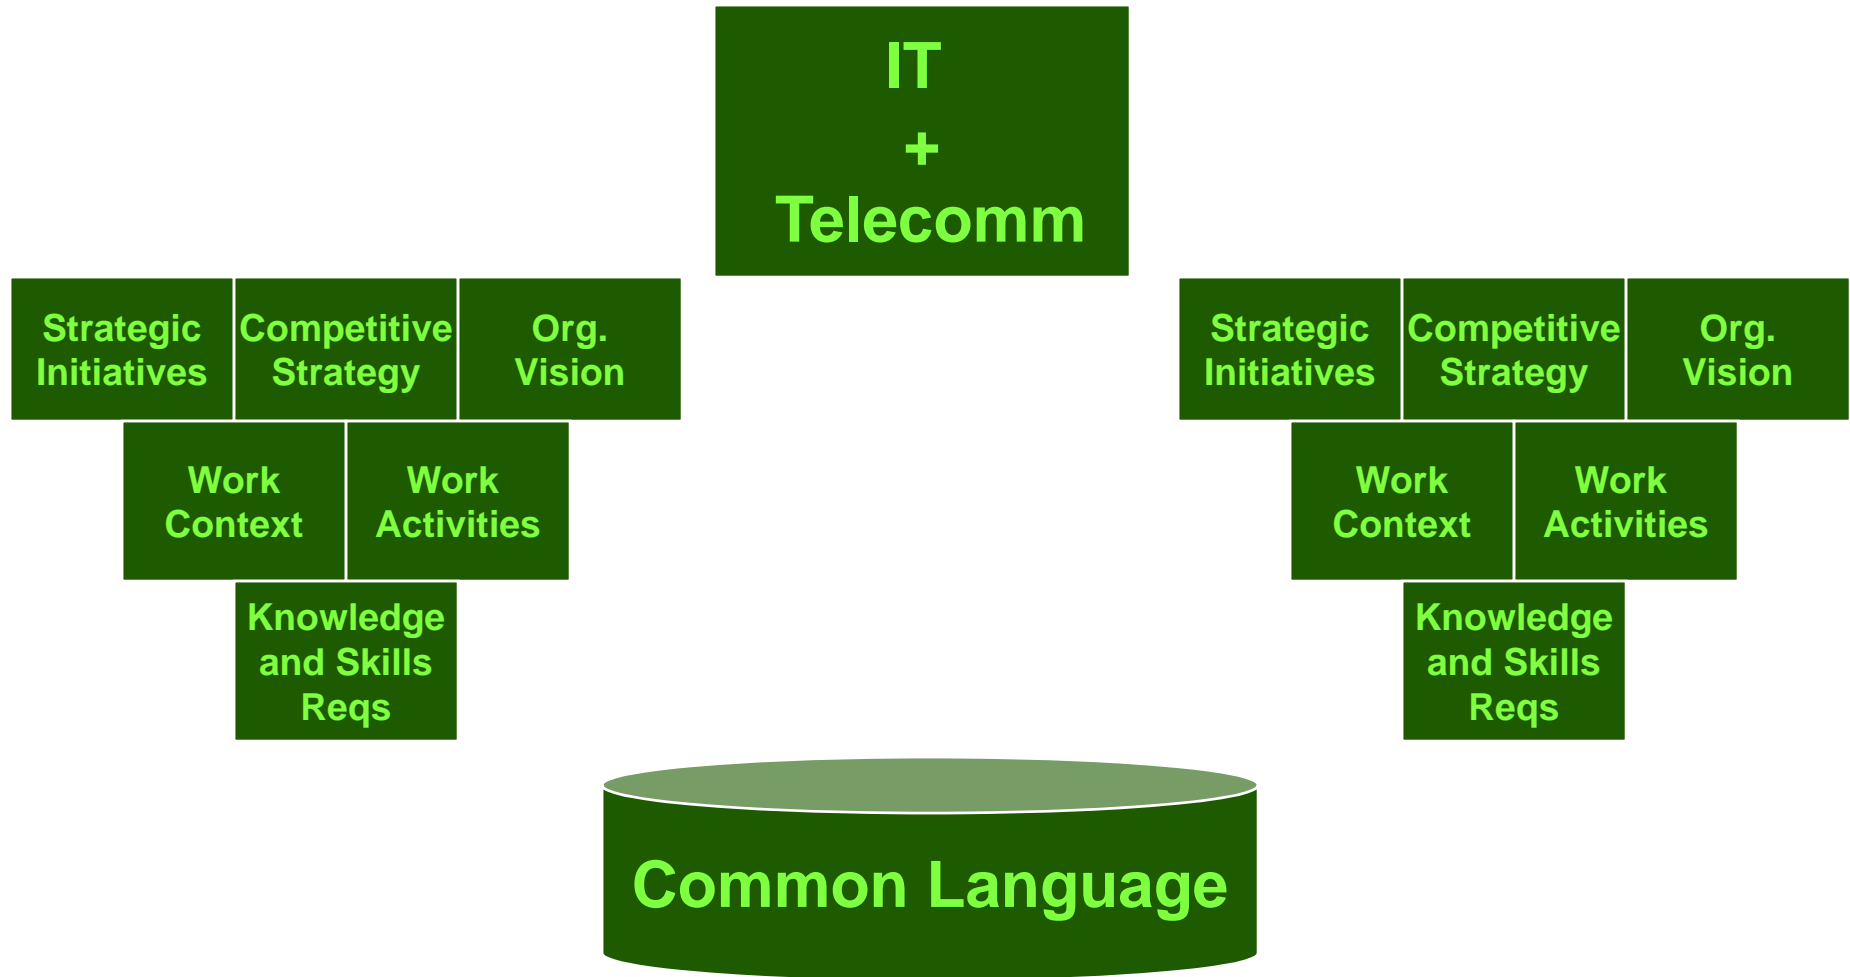 IT
+
Telecomm
Strategic
Initiatives
Competitive
Strategy
Org.
Vision
Work
Context
Work
Activities
Knowledge
and Skills
Reqs
Strategic
Initiatives
Competitive
Strategy
Org.
Vision
Work
Context
Work
Activities
Knowledge
and Skills
Reqs
Common Language